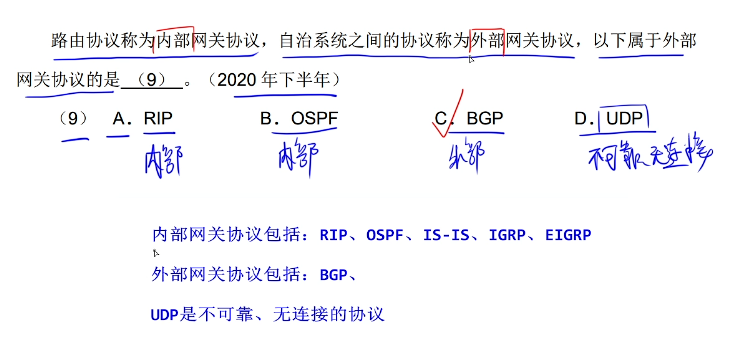 路由协议称为内部网关协议，自治系统之间的协议称为外部网关协议，以下属于外部
网关协议的是 （9） 。（2020 年下半年）
（9） A．RIP B．OSPF C．BGP D．UDP
内部 内部 外部 不可靠 无连接
内部网关协议包括：RIP、OSPF、IS-IS、IGRP、EIGRP
外部网关协议包括：BGP、
UDP是不可靠、无连接的协议